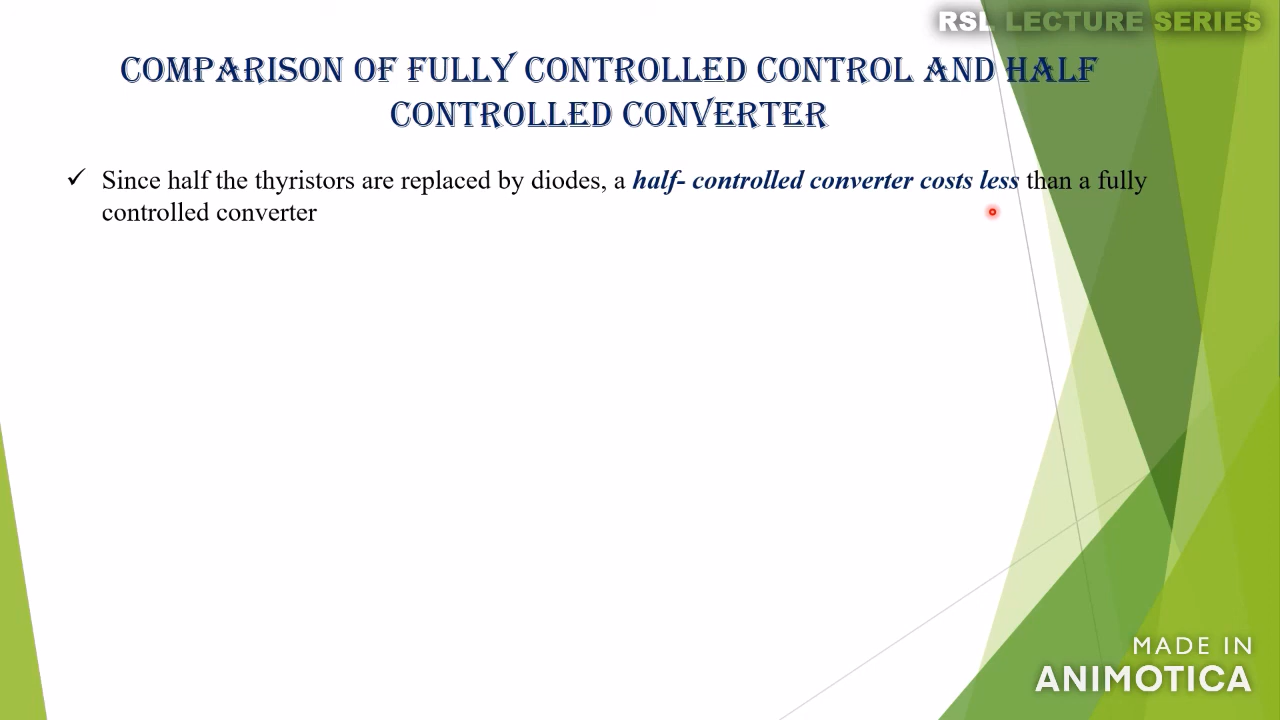 RSL LECTURE SERIES
COMPARISON OF FULLY CONTROLLED CONTROL AND HALF
CONTROLLED CONVERTER
✓ Since half the thyristors are replaced by diodes, a half- controlled converter costs less than a fully
controlled converter
MADE IN
ANIMOTICA